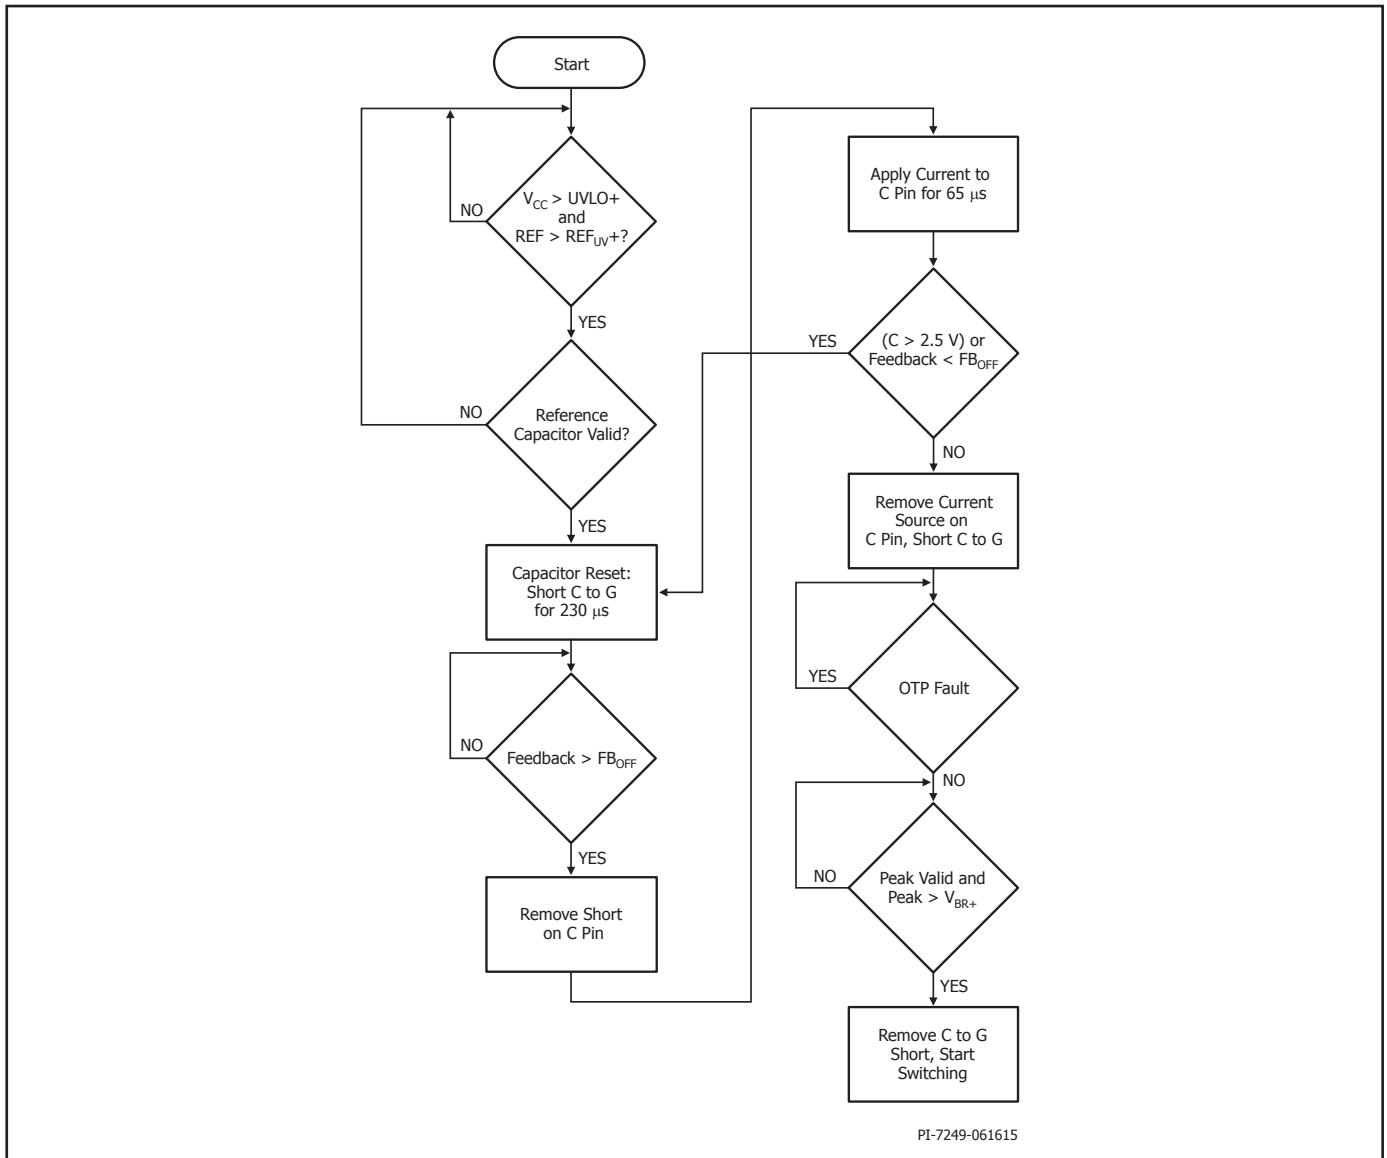 Start
V_CC > UVLO+
and
REF > REF_UV+?
NO
YES
Reference
Capacitor Valid?
NO
YES
Capacitor Reset:
Short C to G
for 230 μs
Feedback > FB_OFF
NO
YES
Remove Short
on C Pin
Apply Current to
C Pin for 65 μs
(C > 2.5 V) or
Feedback < FB_OFF
YES
NO
Remove Current
Source on
C Pin, Short C to G
OTP Fault
YES
NO
Peak Valid and
Peak > V_BR+
NO
YES
Remove C to G
Short, Start
Switching
PI-7249-061615